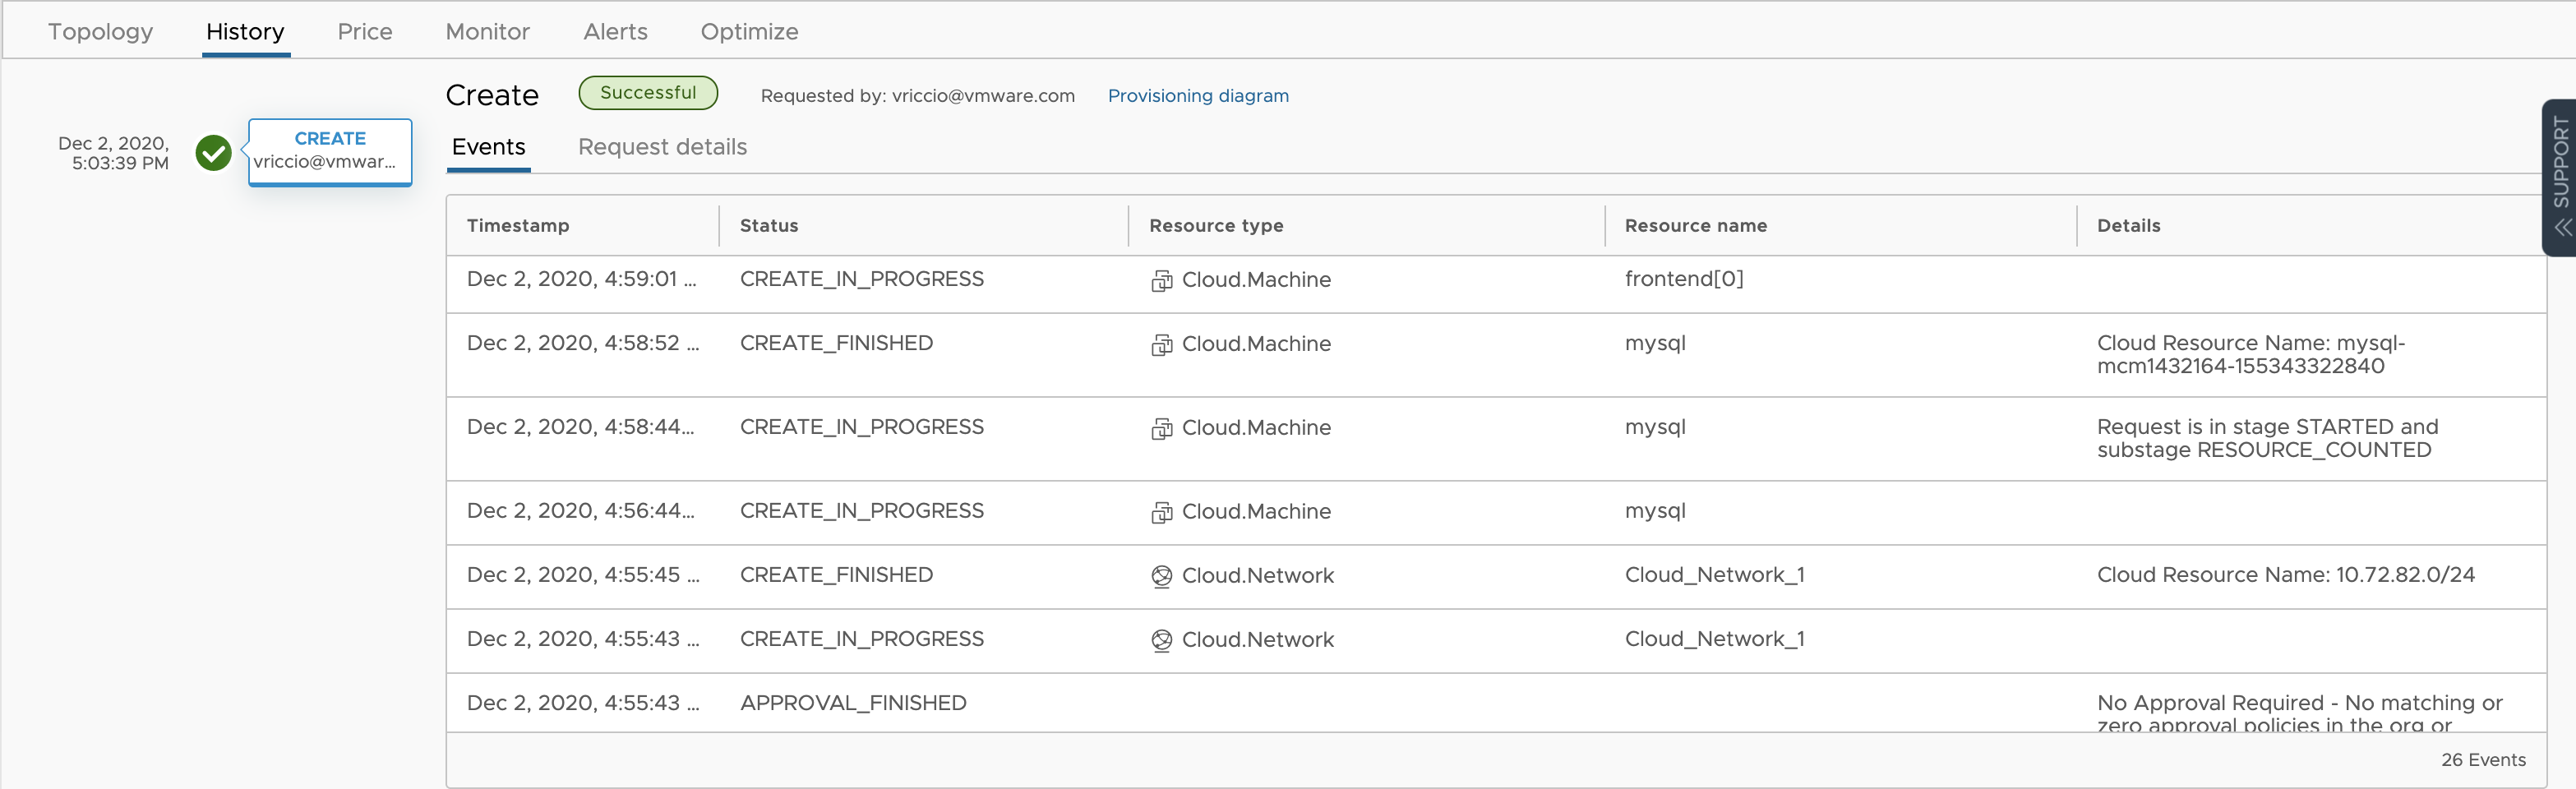 Topology History Price Monitor Alerts Optimize
Create Successful Requested by: vriccio@vmware.com Provisioning diagram
Dec 2, 2020,
5:03:39 PM
CREATE
vriccio@vmwar...
Events Request details
SUPPORT
Timestamp Status Resource type Resource name Details
Dec 2, 2020, 4:59:01 ... CREATE_IN_PROGRESS Cloud.Machine frontend[0]
Dec 2, 2020, 4:58:52 ... CREATE_FINISHED Cloud.Machine mysql Cloud Resource Name: mysql-
mcm1432164-155343322840
Dec 2, 2020, 4:58:44... CREATE_IN_PROGRESS Cloud.Machine mysql Request is in stage STARTED and
substage RESOURCE_COUNTED
Dec 2, 2020, 4:56:44... CREATE_IN_PROGRESS Cloud.Machine mysql
Dec 2, 2020, 4:55:45 ... CREATE_FINISHED Cloud.Network Cloud_Network_1 Cloud Resource Name: 10.72.82.0/24
Dec 2, 2020, 4:55:43 ... CREATE_IN_PROGRESS Cloud.Network Cloud_Network_1
Dec 2, 2020, 4:55:43 ... APPROVAL_FINISHED No Approval Required - No matching or
zero approval policies in the org or
26 Events